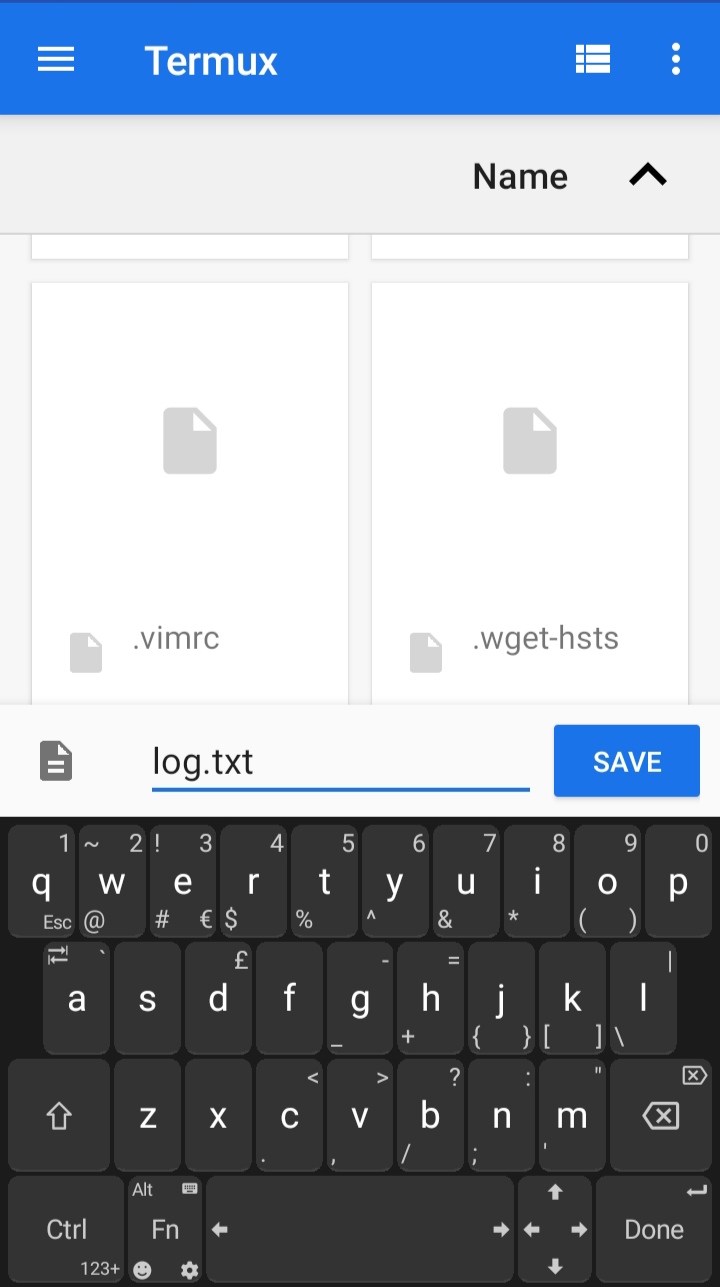 Termux
Name
.vimrc
.wget-hsts
log.txt
SAVE
1 ~ 2 ! 3 4 5 6 7 8 9 0
q w e r t y u i o p
Esc @ # € $ % ^ & * ( )
` £ - = |
a s d f g h j k l
_ + { } [ ] \
< > ? : "
z x c v b n m
. , / ; '
Alt
Ctrl Fn Done
123+